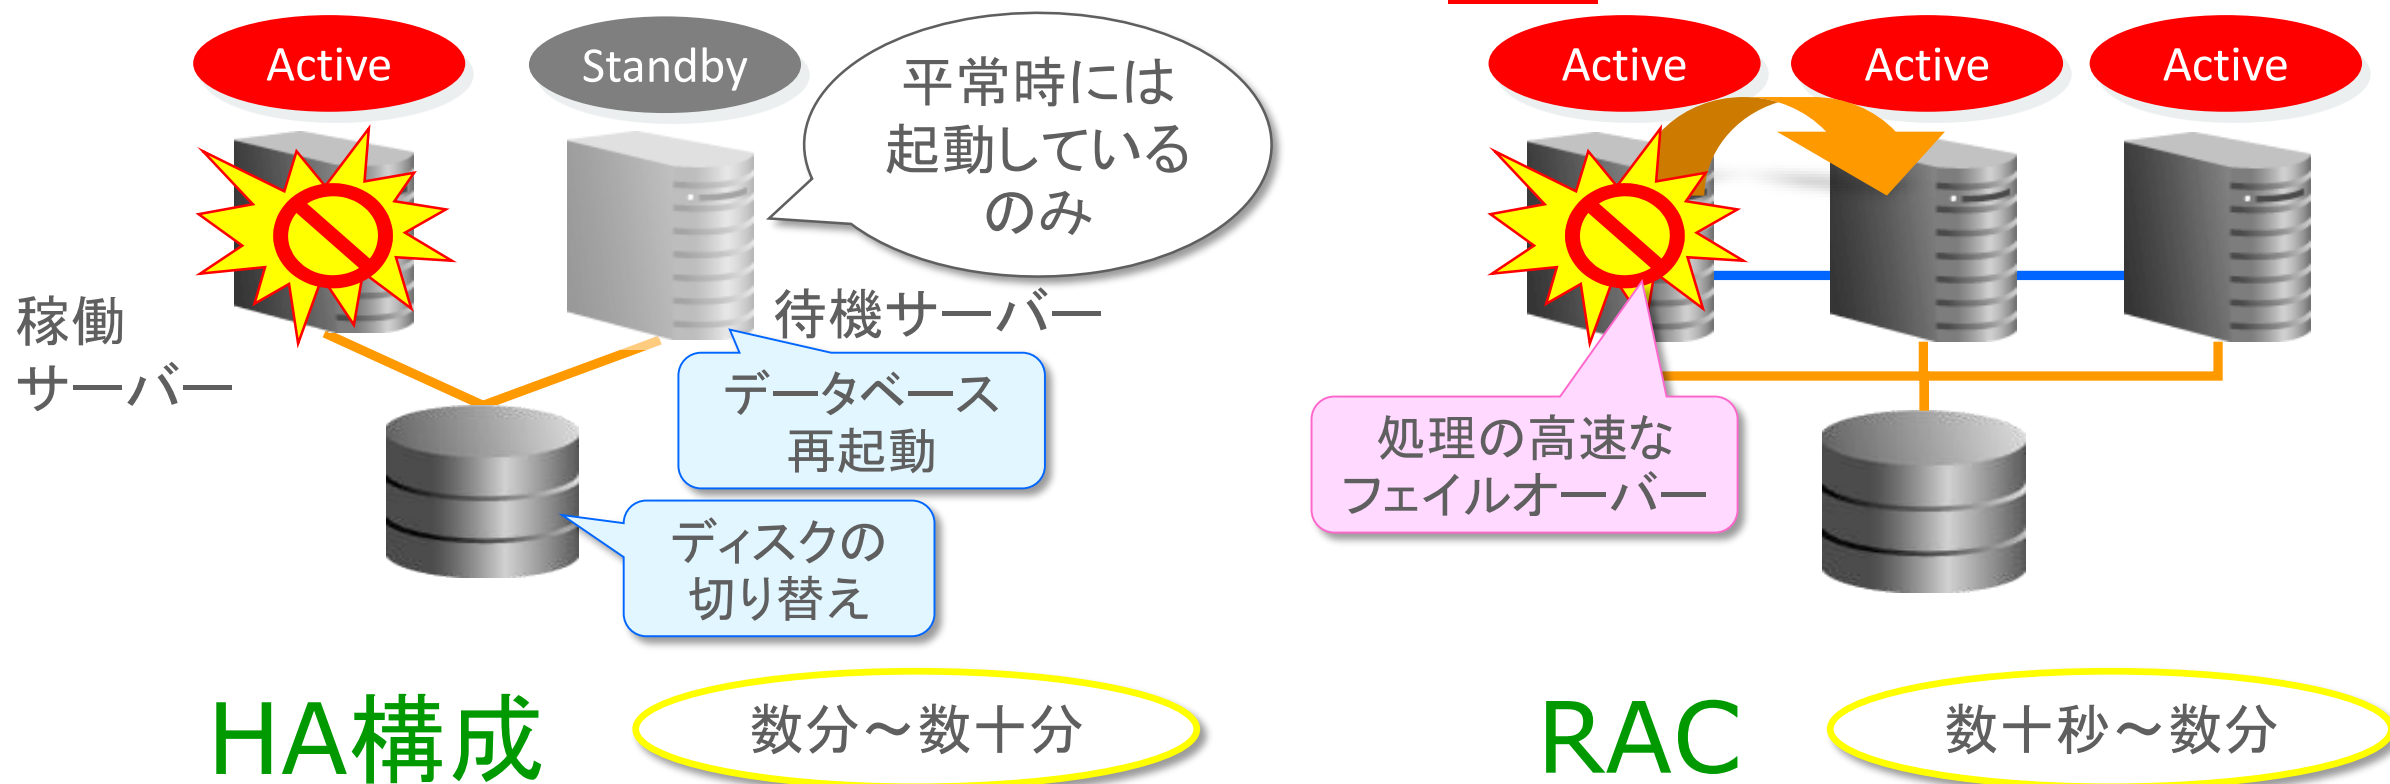 Active
Standby
平常時には
起動している
のみ
稼働
サーバー
待機サーバー
データベース
再起動
ディスクの
切り替え
HA構成
数分～数十分
Active
Active
Active
処理の高速な
フェイルオーバー
RAC
数十秒～数分